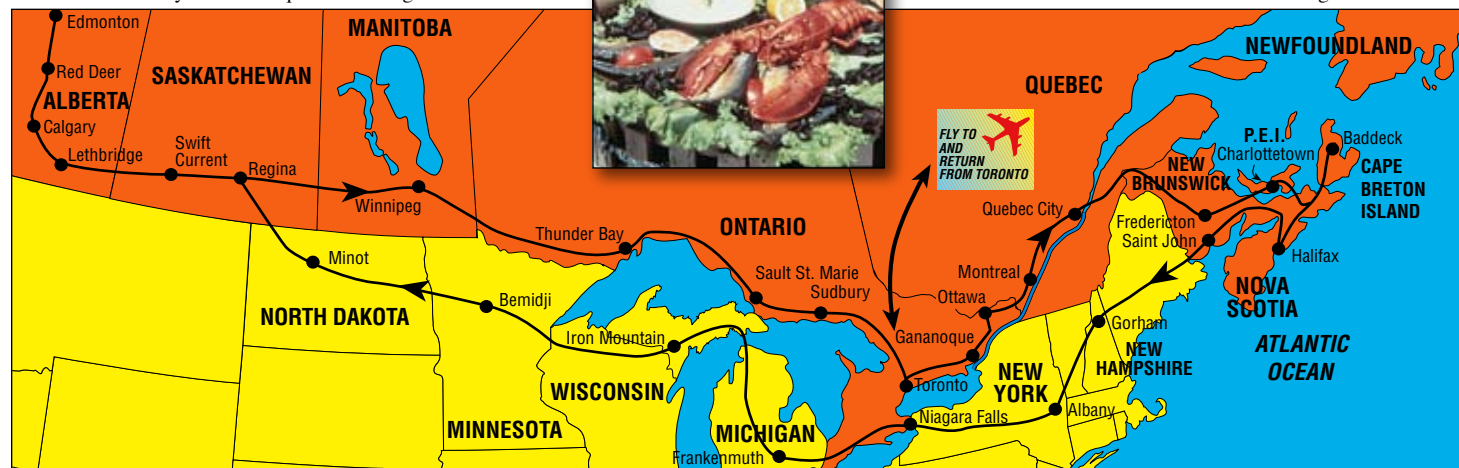 Edmonton
MANITOBA
NEWFOUNDLAND
Red Deer
SASKATCHEWAN
QUEBEC
ALBERTA
Calgary
FLY TO
AND
RETURN
FROM TORONTO
P.E.I.
Charlottetown
Baddeck
Lethbridge
Swift
Current
Regina
Winnipeg
NEW
BRUNSWICK
CAPE
BRETON
ISLAND
Quebec City
Fredericton
Saint John
Thunder Bay
ONTARIO
Halifax
Minot
Sault St. Marie
Sudbury
Montreal
NOVA
SCOTIA
Bemidji
Ottawa
NORTH DAKOTA
Iron Mountain
Gananoque
Gorham
NEW
HAMPSHIRE
ATLANTIC
OCEAN
WISCONSIN
Toronto
NEW
YORK
Albany
Niagara Falls
MINNESOTA
MICHIGAN
Frankenmuth